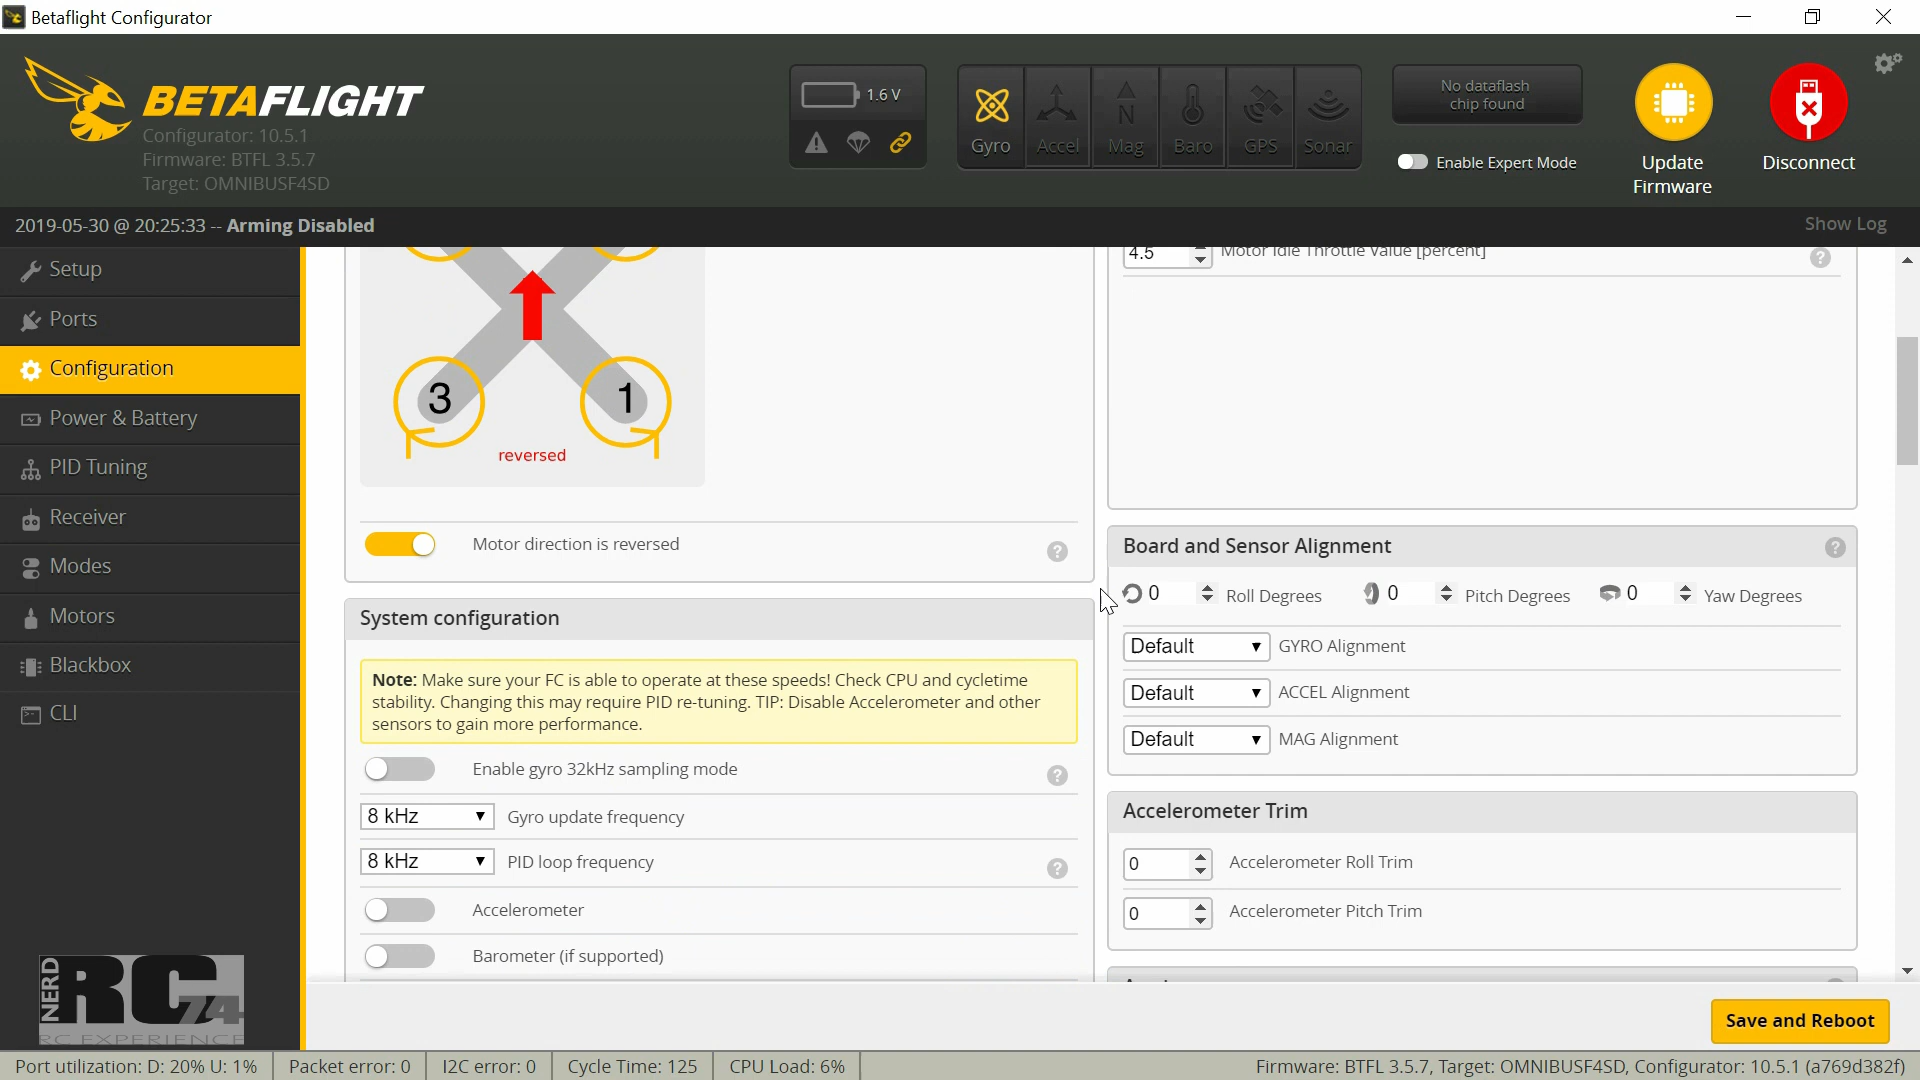 Betaflight Configurator
BETAFLIGHT
Configurator: 10.5.1
Firmware: BTFL 3.5.7
Target: OMNIBUSF4SD
1.6 V
Gyro
Accel
Mag
Baro
GPS
Sonar
No dataflash
chip found
Enable Expert Mode
Update
Firmware
Disconnect
2019-05-30 @ 20:25:33 -- Arming Disabled
Show Log
Setup
Ports
Configuration
Power & Battery
PID Tuning
Receiver
Modes
Motors
Blackbox
CLI
NERD
RC
74
RC EXPERIENCE
3
1
reversed
Motor direction is reversed
System configuration
Note: Make sure your FC is able to operate at these speeds! Check CPU and cycletime
stability. Changing this may require PID re-tuning. TIP: Disable Accelerometer and other
sensors to gain more performance.
Enable gyro 32kHz sampling mode
8 kHz Gyro update frequency
8 kHz PID loop frequency
Accelerometer
Barometer (if supported)
4.5 Motor Idle Throttle Value [percent]
Board and Sensor Alignment
0 Roll Degrees 0 Pitch Degrees 0 Yaw Degrees
Default GYRO Alignment
Default ACCEL Alignment
Default MAG Alignment
Accelerometer Trim
0 Accelerometer Roll Trim
0 Accelerometer Pitch Trim
Save and Reboot
Port utilization: D: 20% U: 1%
Packet error: 0
I2C error: 0
Cycle Time: 125
CPU Load: 6%
Firmware: BTFL 3.5.7, Target: OMNIBUSF4SD, Configurator: 10.5.1 (a769d382f)